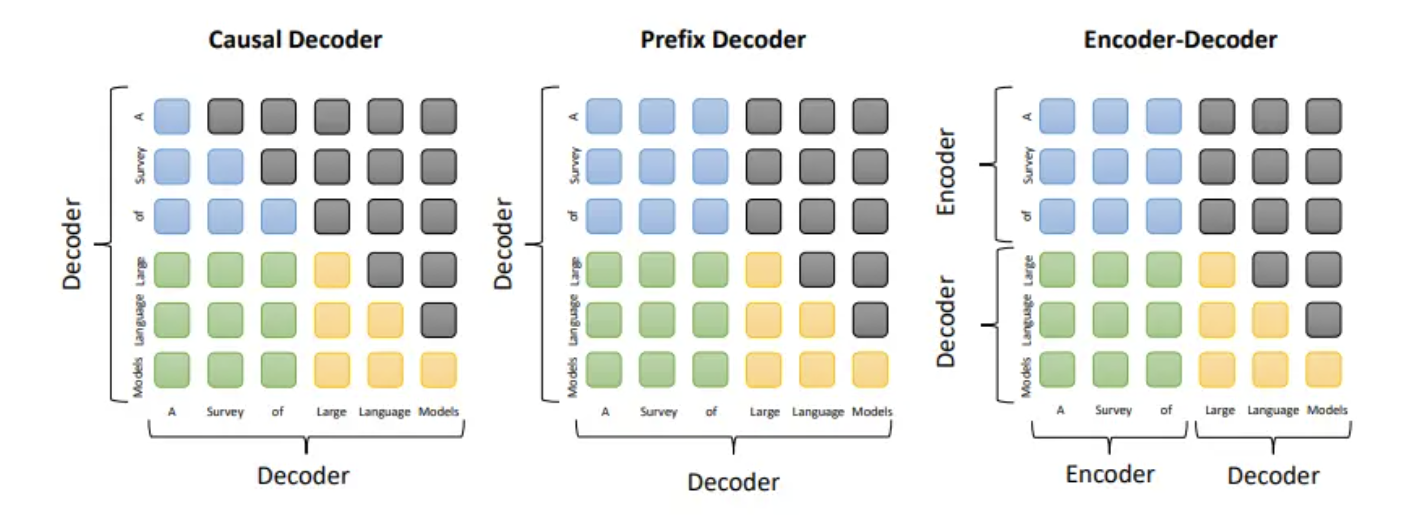 Causal Decoder
Decoder
A
Survey
of
Large
Language
Models
A Survey of Large Language Models
Decoder
Prefix Decoder
Decoder
A
Survey
of
Large
Language
Models
A Survey of Large Language Models
Decoder
Encoder-Decoder
Encoder
Decoder
A
Survey
of
Large
Language
Models
A Survey of Large Language Models
Encoder Decoder